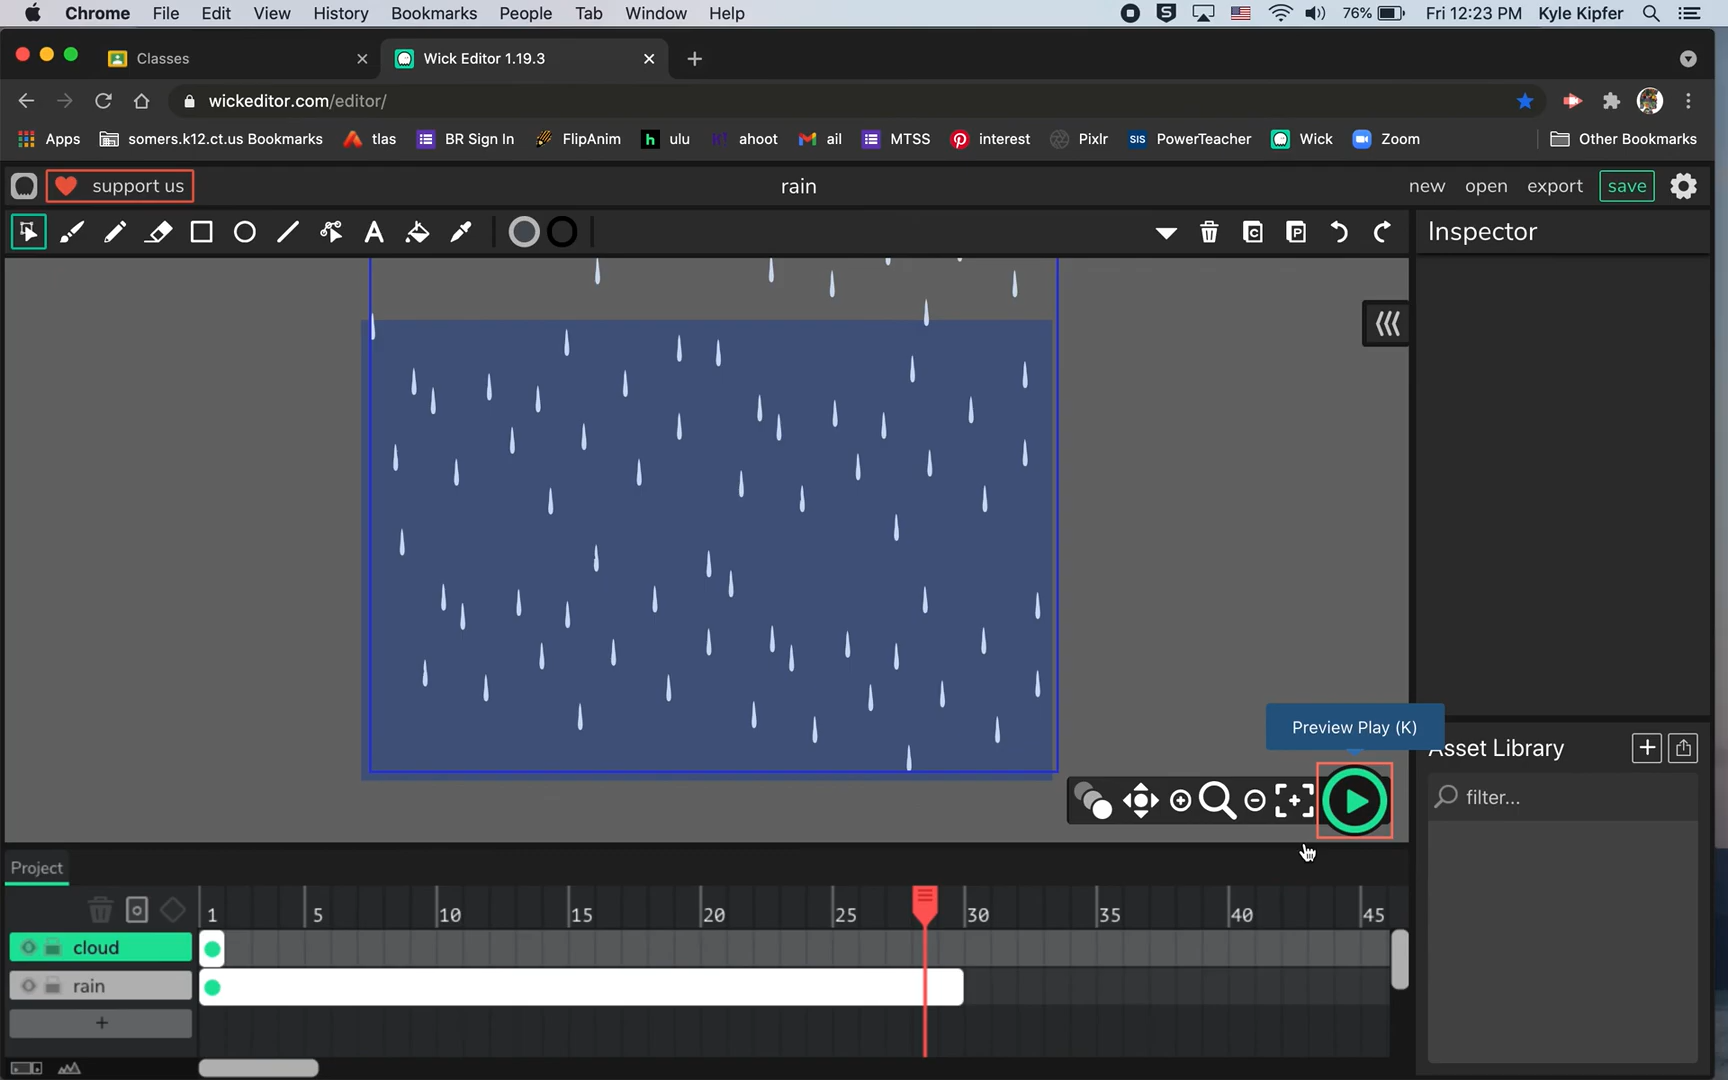 Chrome File Edit View History Bookmarks People Tab Window Help 76% Fri 12:23 PM Kyle Kipfer
Classes Wick Editor 1.19.3
wickeditor.com/editor/
Apps somers.k12.ct.us Bookmarks tlas BR Sign In FlipAnim ulu ahoot ail MTSS interest Pixlr SIS PowerTeacher Wick Zoom Other Bookmarks
support us rain new open export save
Inspector
Preview Play (K)
Asset Library
filter...
Project
1 5 10 15 20 25 30 35 40 45
cloud
rain